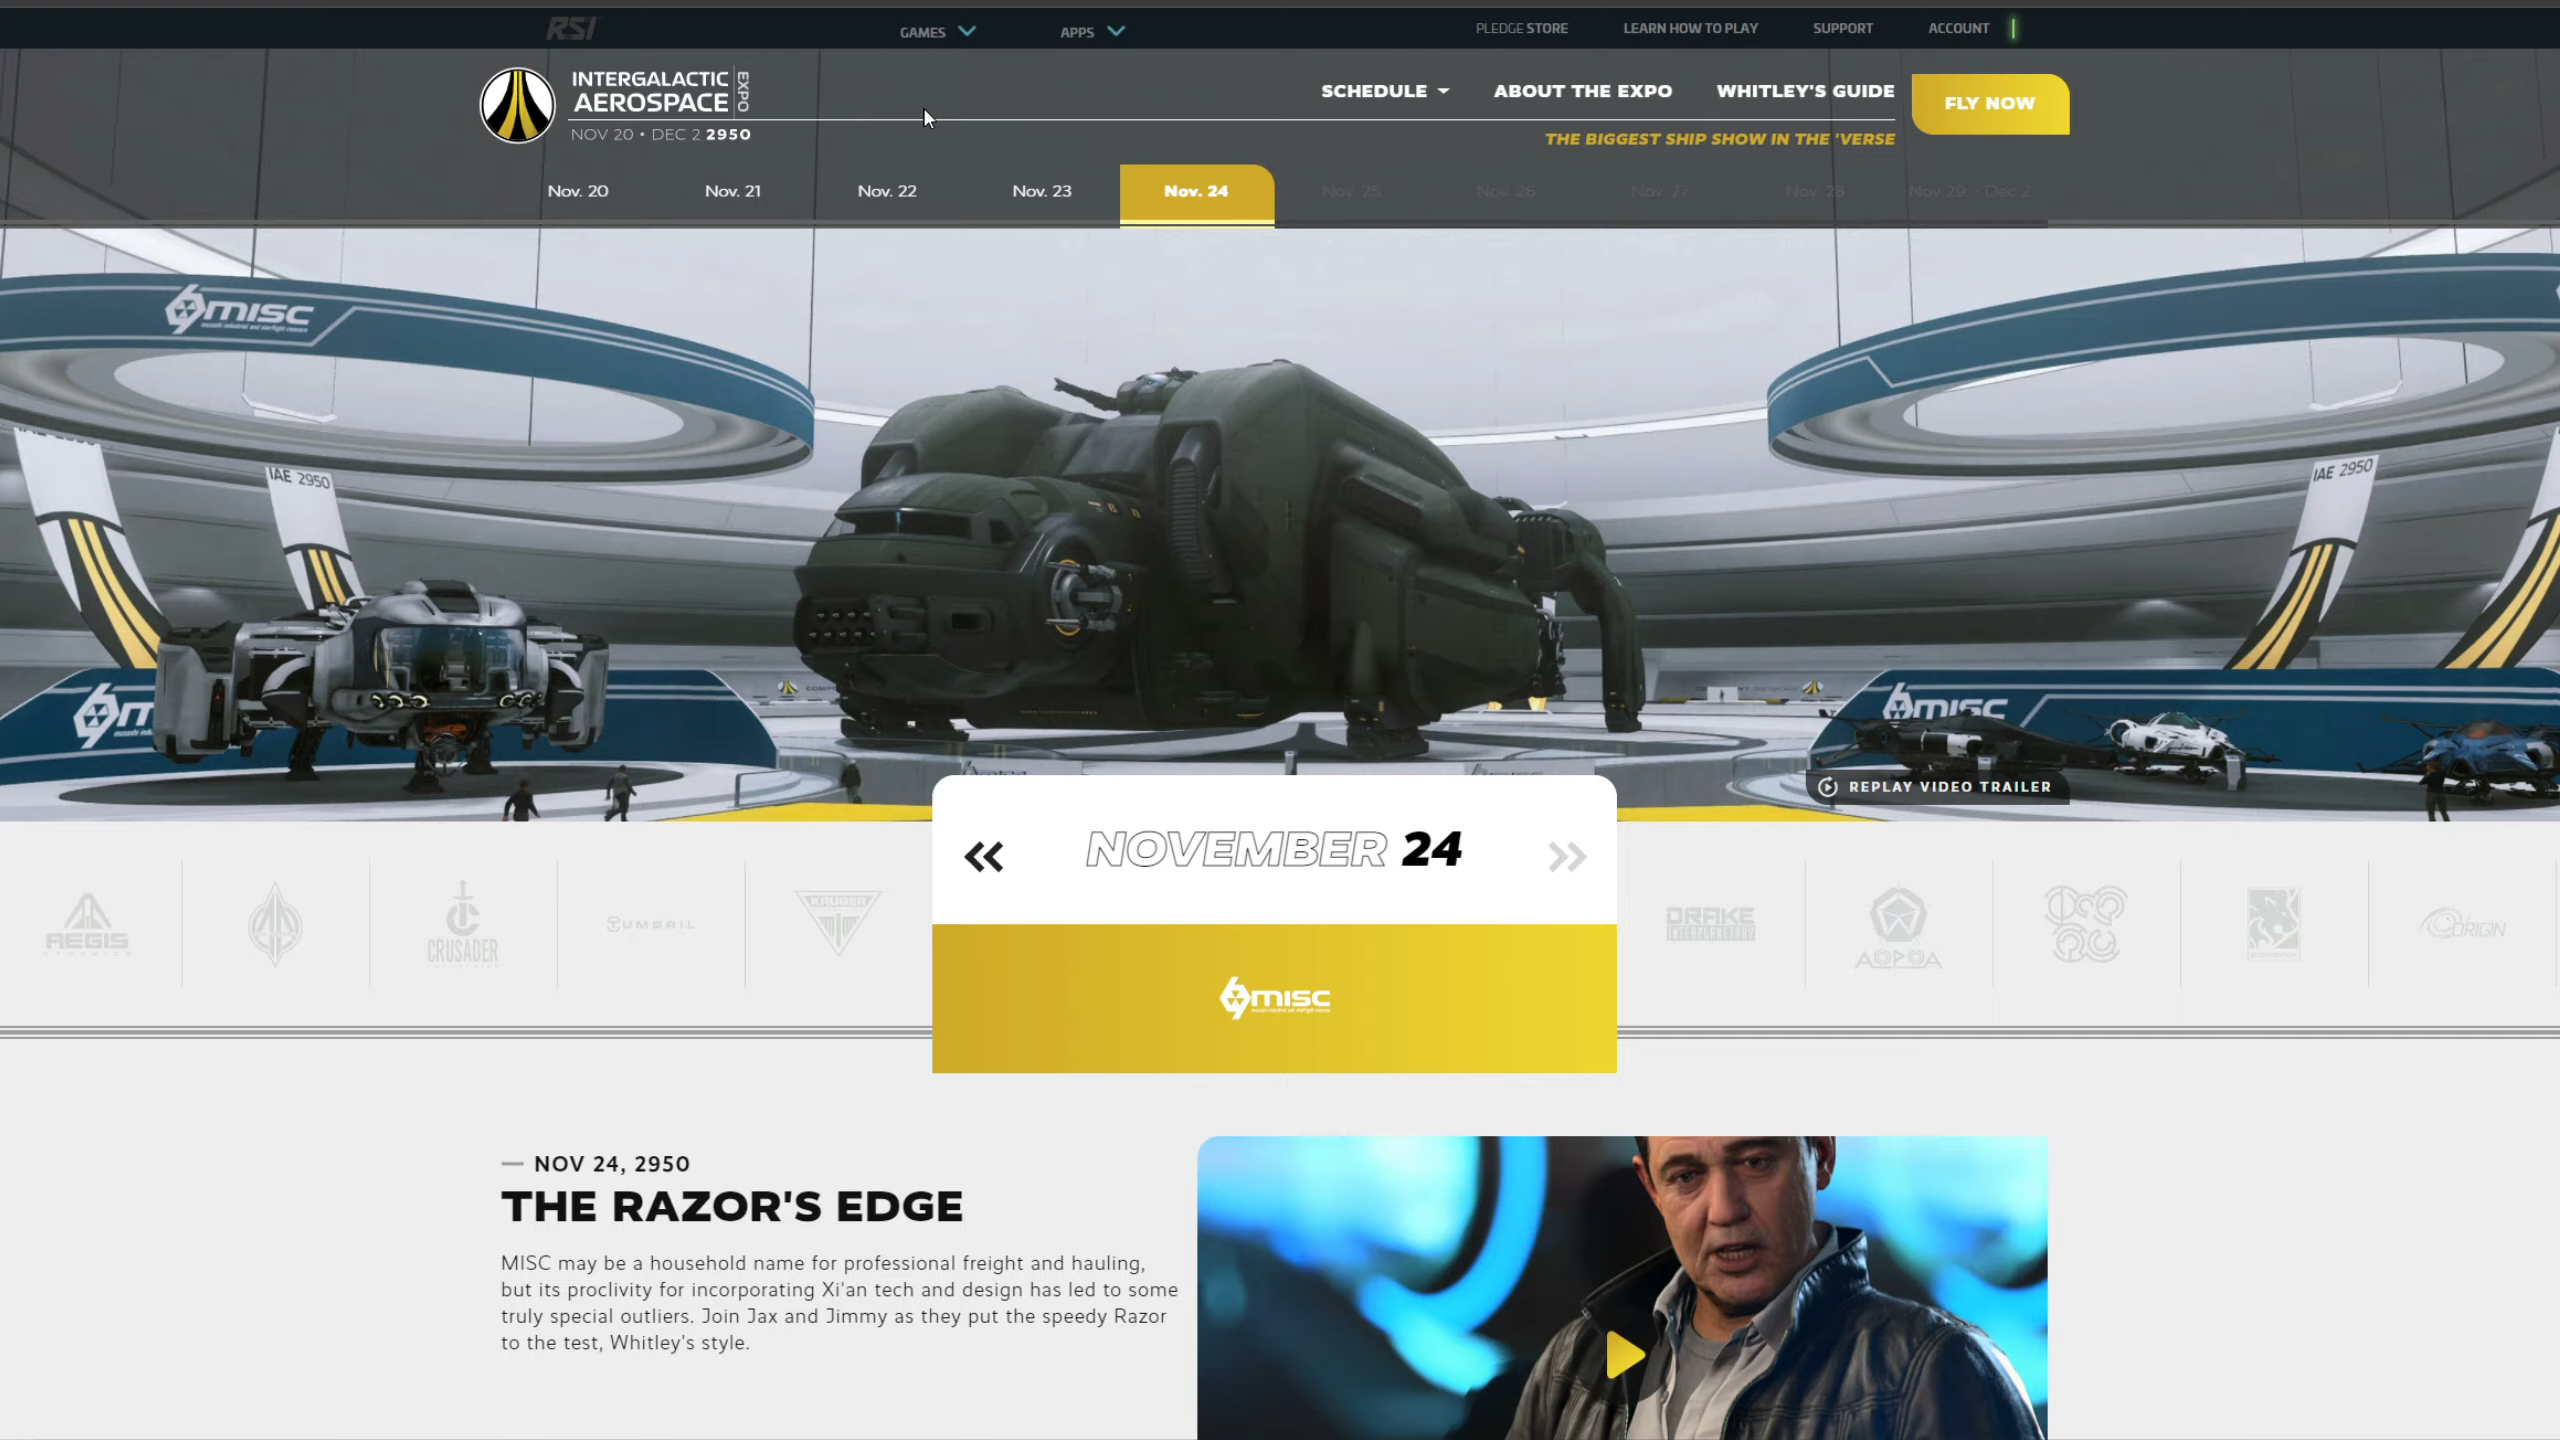 RSI
GAMES
APPS
PLEDGE STORE
LEARN HOW TO PLAY
SUPPORT
ACCOUNT
INTERGALACTIC
AEROSPACE
EXPO
NOV 20 • DEC 2 2950
SCHEDULE
ABOUT THE EXPO
WHITLEY'S GUIDE
FLY NOW
THE BIGGEST SHIP SHOW IN THE 'VERSE
Nov. 20
Nov. 21
Nov. 22
Nov. 23
Nov. 24
Nov. 25
Nov. 26
Nov. 27
Nov. 28
Nov 29 - Dec 2
MISC
IAE 2950
IAE 2950
MISC
REPLAY VIDEO TRAILER
NOVEMBER 24
AEGIS
DYNAMICS
CRUSADER
TUMBRIL
KRUGER
DRAKE
INTERPLANETARY
AOPOA
ORIGIN
MISC
— NOV 24, 2950
THE RAZOR'S EDGE
MISC may be a household name for professional freight and hauling,
but its proclivity for incorporating Xi'an tech and design has led to some
truly special outliers. Join Jax and Jimmy as they put the speedy Razor
to the test, Whitley's style.